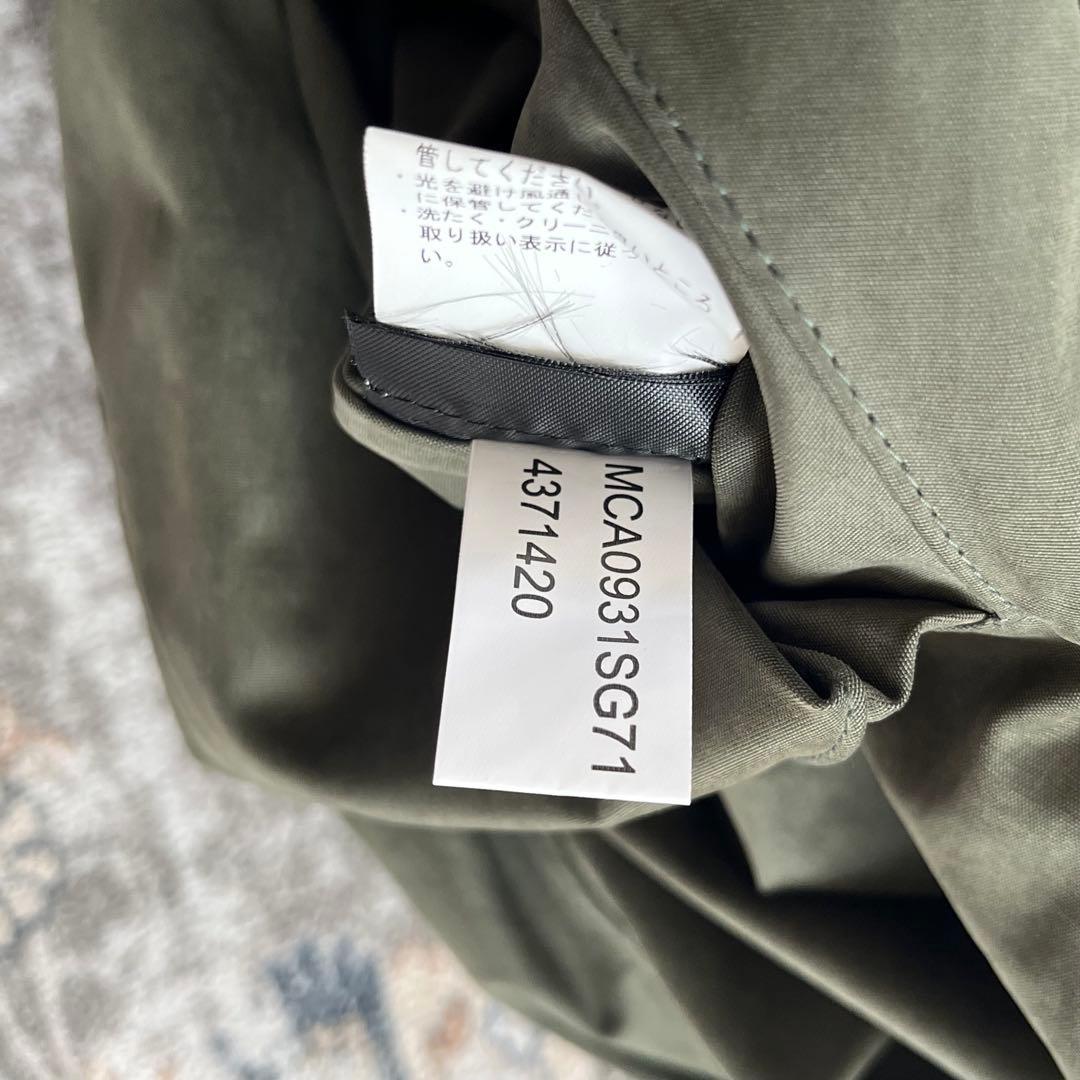 管してください
・光を避け風通し
に保管してくだ
・洗たく・クリーニ
取り扱い表示に従
い。
MCA0931SG71
4371420